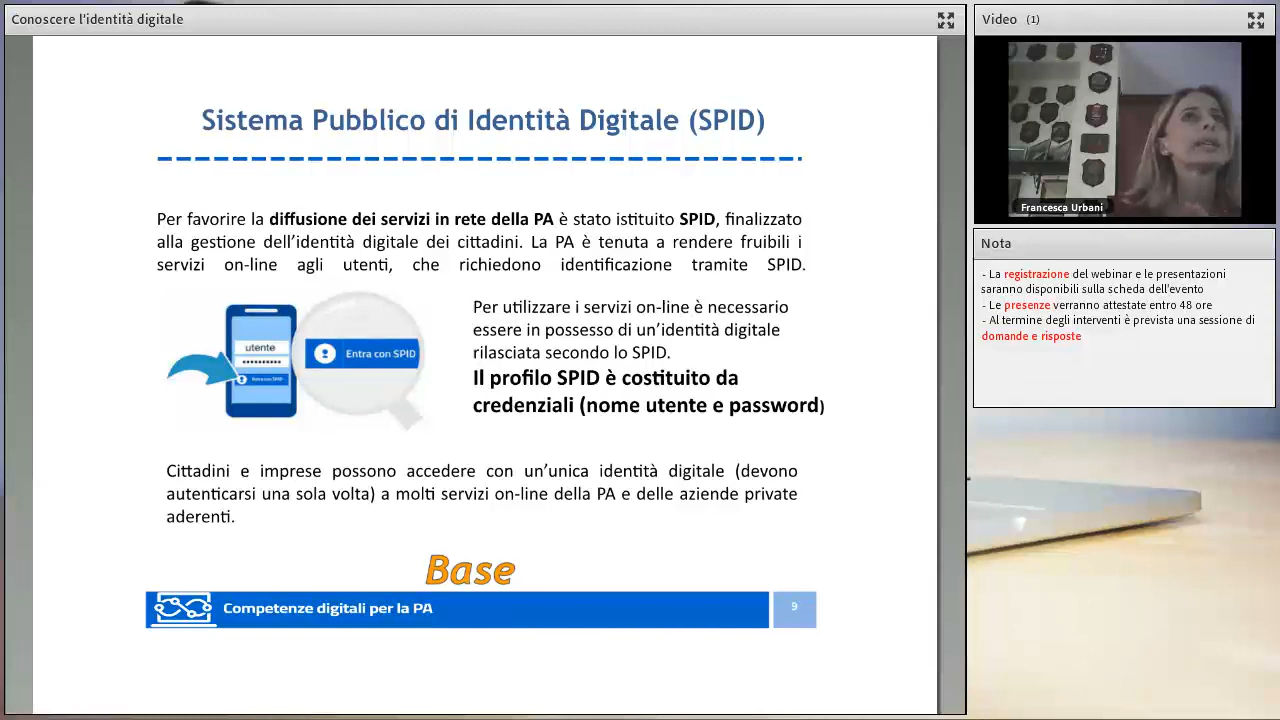 Conoscere l'identità digitale
Sistema Pubblico di Identità Digitale (SPID)
Per favorire la diffusione dei servizi in rete della PA è stato istituito SPID, finalizzato
alla gestione dell'identità digitale dei cittadini. La PA è tenuta a rendere fruibili i
servizi on-line agli utenti, che richiedono identificazione tramite SPID.
utente
Entra con SPID
Entra con SPID
Per utilizzare i servizi on-line è necessario
essere in possesso di un'identità digitale
rilasciata secondo lo SPID.
Il profilo SPID è costituito da
credenziali (nome utente e password)
Cittadini e imprese possono accedere con un'unica identità digitale (devono
autenticarsi una sola volta) a molti servizi on-line della PA e delle aziende private
aderenti.
Base
Competenze digitali per la PA
9
Video (1)
Francesca Urbani
Nota
- La registrazione del webinar e le presentazioni
saranno disponibili sulla scheda dell'evento
- Le presenze verranno attestate entro 48 ore
- Al termine degli interventi è prevista una sessione di
domande e risposte